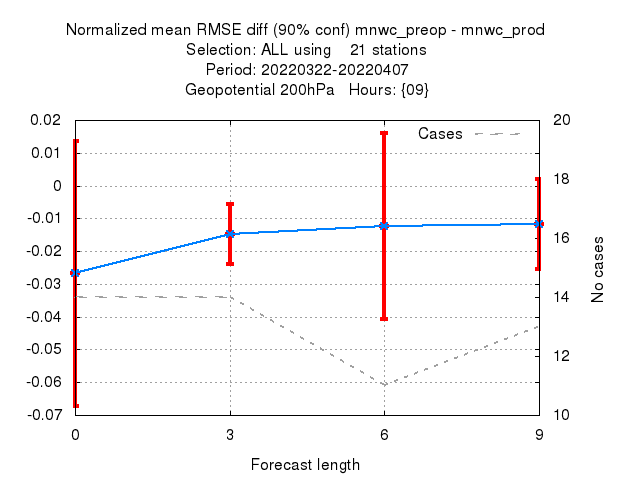 Normalized mean RMSE diff (90% conf) mnwc_preop - mnwc_prod
Selection: ALL using    21 stations
Period: 20220322-20220407
Geopotential 200hPa   Hours: {09}
0.02
0.01
0
-0.01
-0.02
-0.03
-0.04
-0.05
-0.06
-0.07
Cases
20
18
16
14
12
10
No cases
0 3 6 9
Forecast length